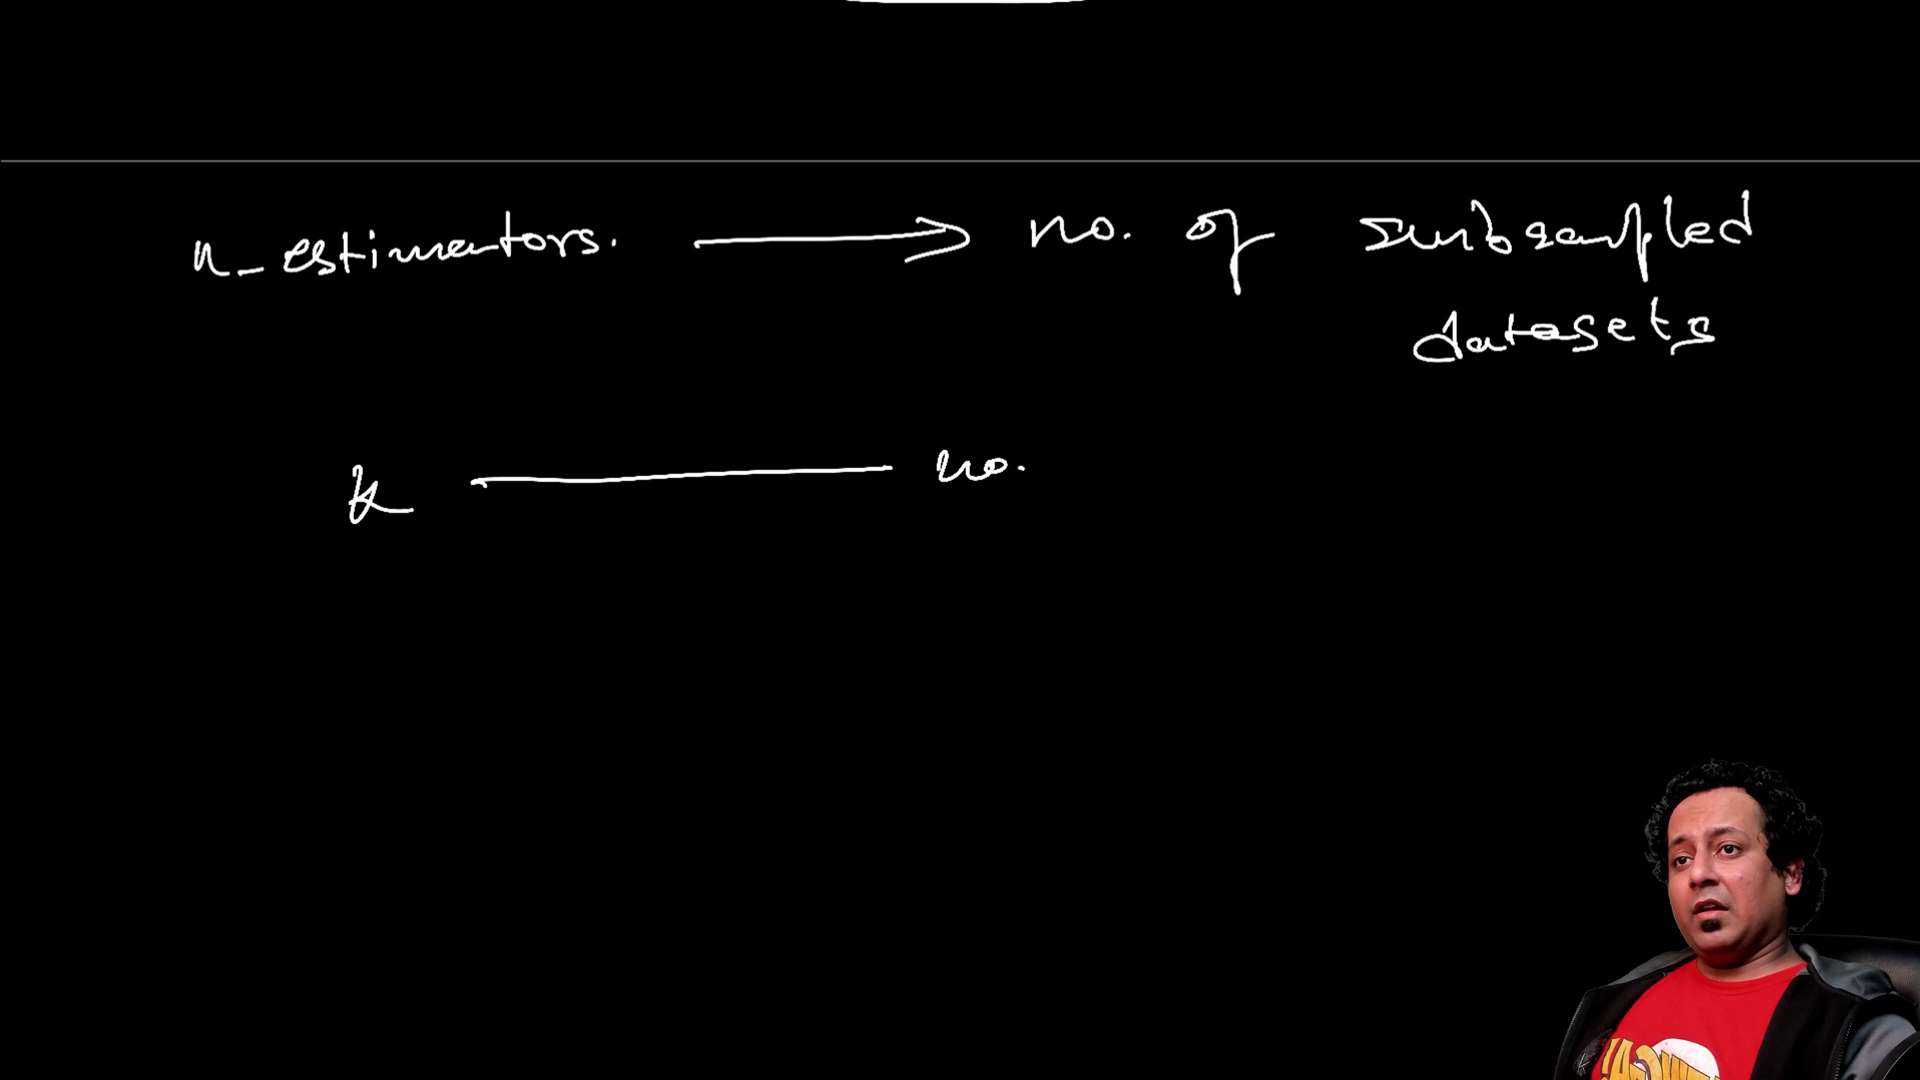 n_estimators. → no. of subsampled
datasets
k — no.